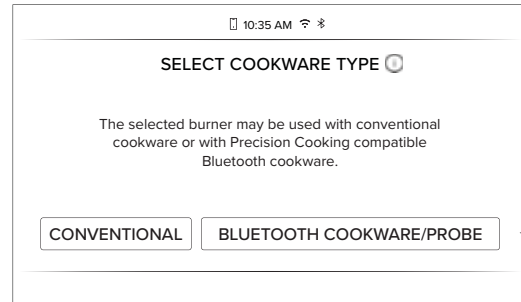 10:35 AM
SELECT COOKWARE TYPE
The selected burner may be used with conventional
cookware or with Precision Cooking compatible
Bluetooth cookware.
CONVENTIONAL
BLUETOOTH COOKWARE/PROBE